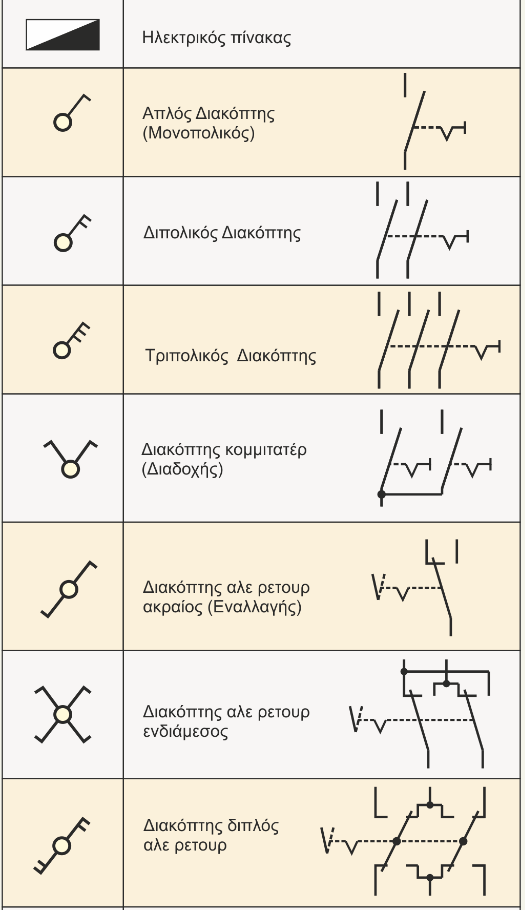 Ηλεκτρικός πίνακας
Απλός Διακόπτης
(Μονοπολικός)
Διπολικός Διακόπτης
Τριπολικός Διακόπτης
Διακόπτης κομμιτατέρ
(Διαδοχής)
Διακόπτης αλε ρετουρ
ακραίος (Εναλλαγής)
Διακόπτης αλε ρετουρ
ενδιάμεσος
Διακόπτης διπλός
αλε ρετουρ